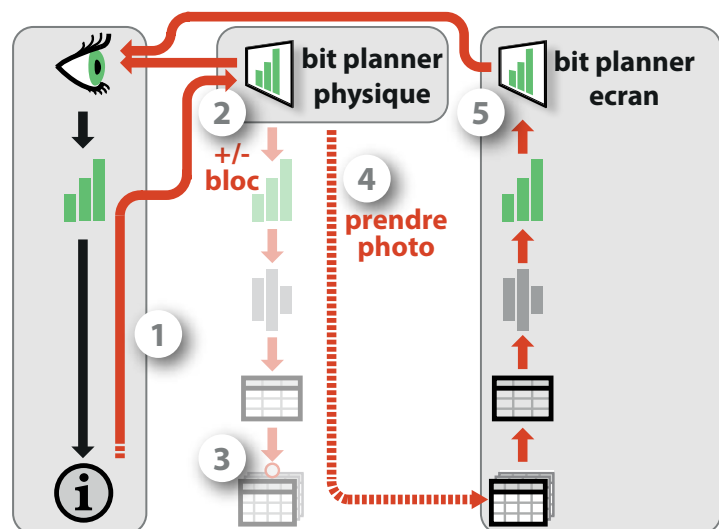 bit planner
physique
bit planner
ecran
2
5
+/-
bloc
4
prendre
photo
1
3
i